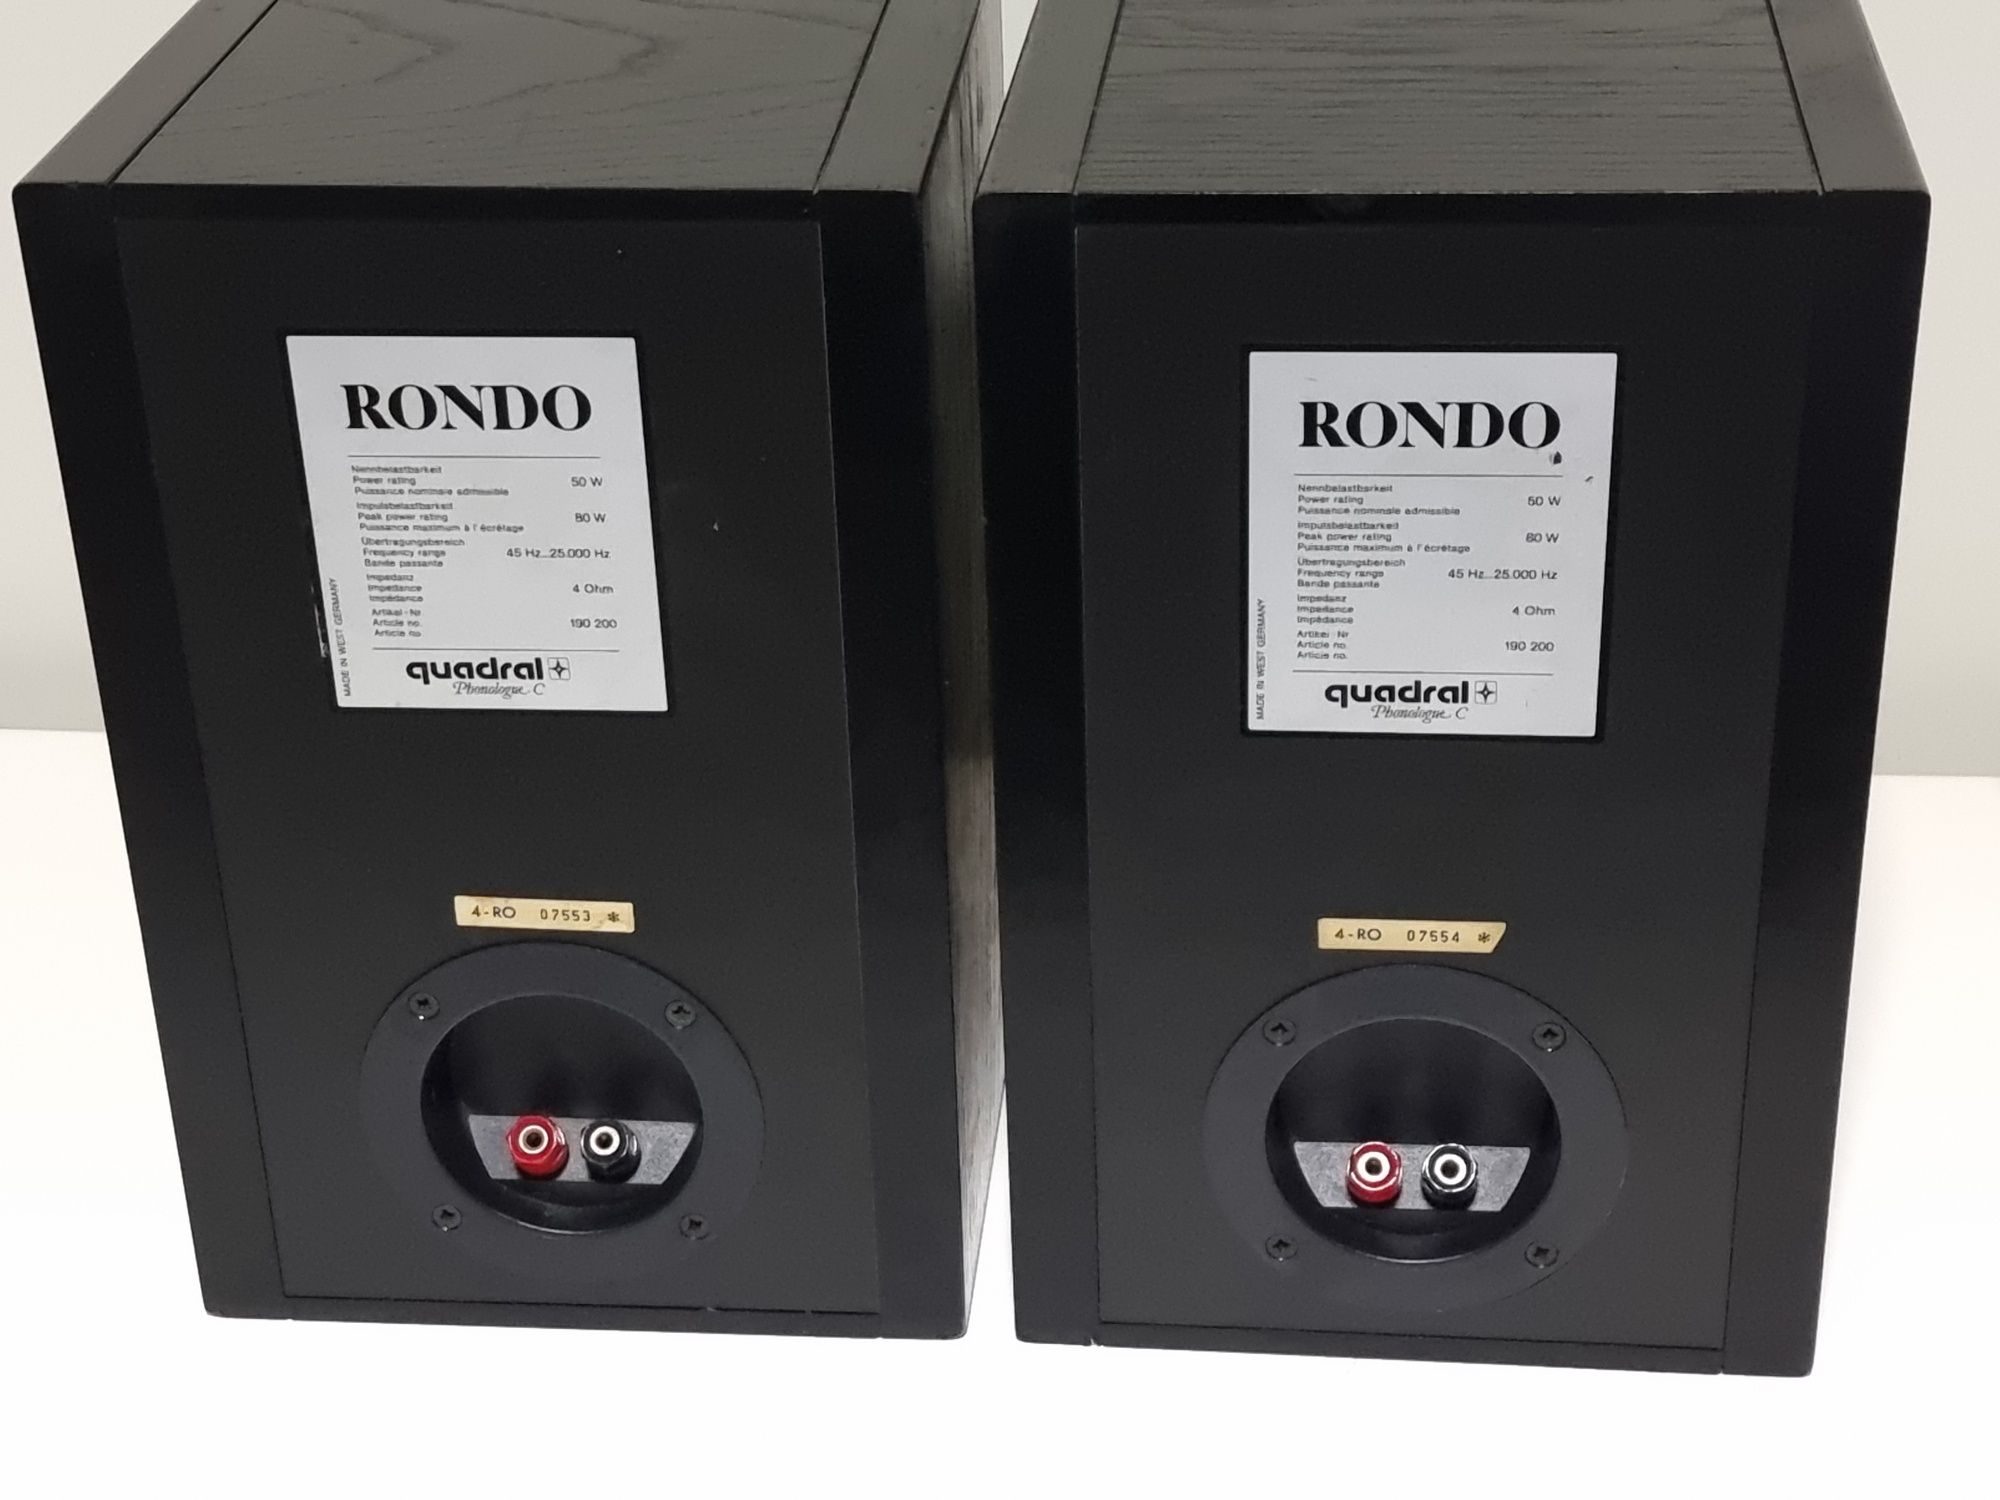 RONDO
Nennbelastbarkeit
Power rating 50 W
Puissance nominale admissible
Impulsbelastbarkeit
Peak power rating 80 W
Puissance maximum à l'écrêtage
Übertragungsbereich
Frequency range 45 Hz...25.000 Hz
Bande passante
Impedanz
Impedance 4 Ohm
Impédance
Artikel-Nr.
Article no. 190 200
Article no.
MADE IN WEST GERMANY
quadral
Phonologue C
4-RO 07553 *
RONDO
Nennbelastbarkeit
Power rating 50 W
Puissance nominale admissible
Impulsbelastbarkeit
Peak power rating 80 W
Puissance maximum à l'écrêtage
Übertragungsbereich
Frequency range 45 Hz...25.000 Hz
Bande passante
Impedanz
Impedance 4 Ohm
Impédance
Artikel-Nr.
Article no. 190 200
Article no.
MADE IN WEST GERMANY
quadral
Phonologue C
4-RO 07554 *